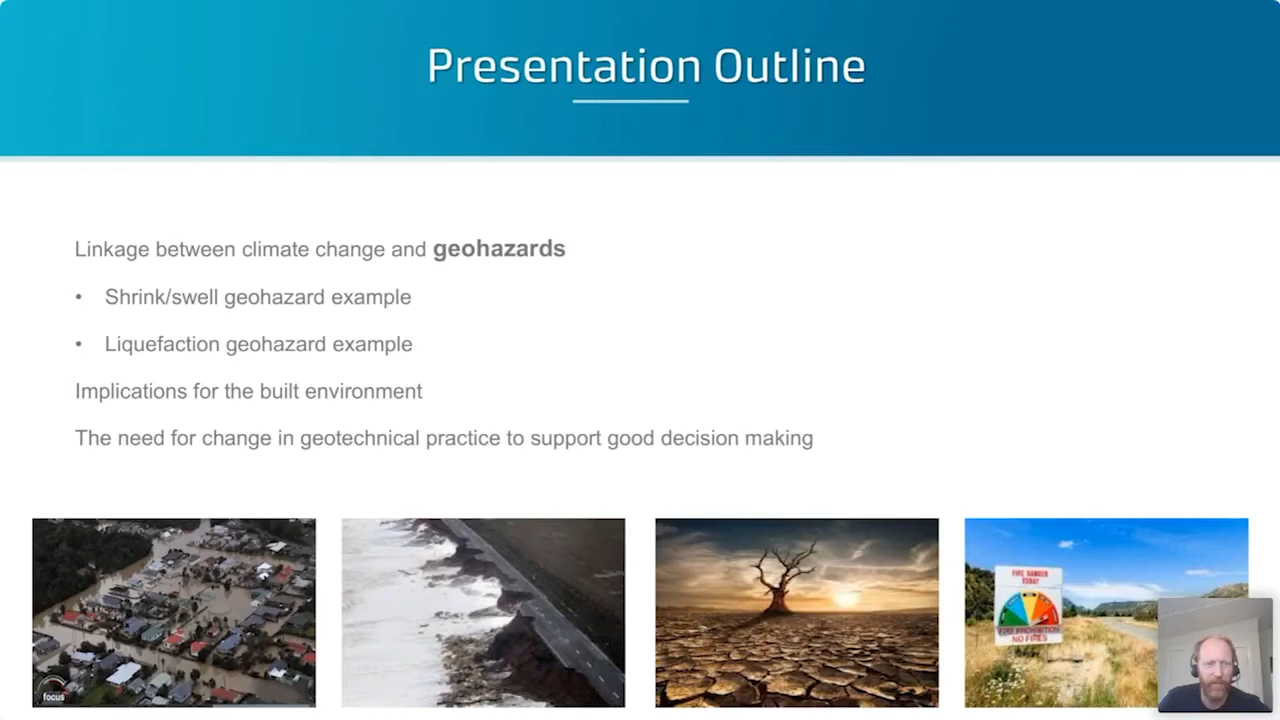 Presentation Outline
Linkage between climate change and geohazards
• Shrink/swell geohazard example
• Liquefaction geohazard example
Implications for the built environment
The need for change in geotechnical practice to support good decision making
focus
FIRE DANGER
TODAY
FIRE PROHIBITION
NO FIRES